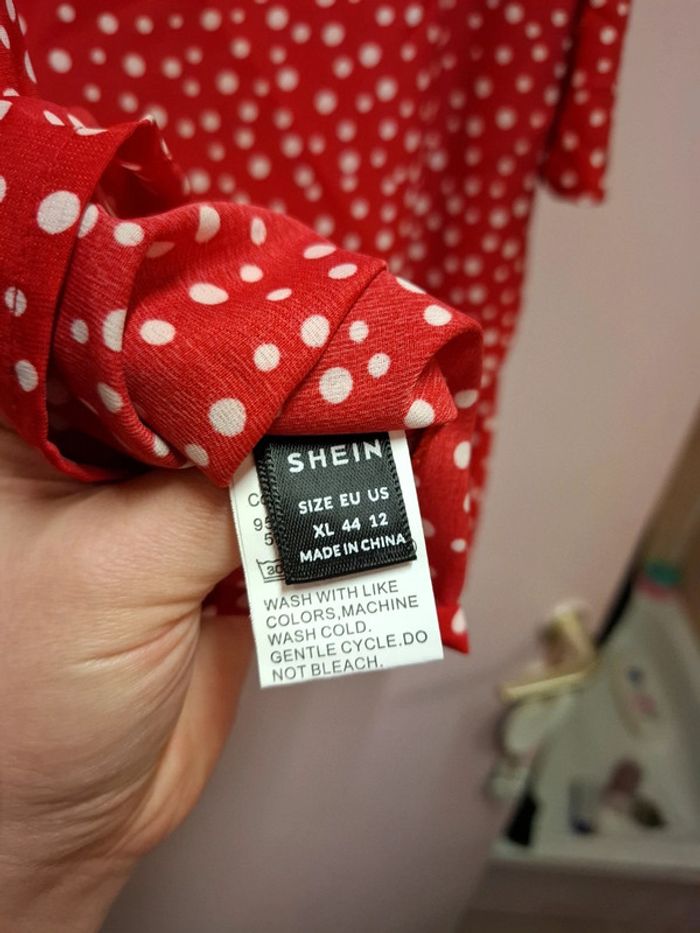 SHEIN
SIZE EU US
XL 44 12
MADE IN CHINA
30
WASH WITH LIKE
COLORS,MACHINE
WASH COLD.
GENTLE CYCLE.DO
NOT BLEACH.